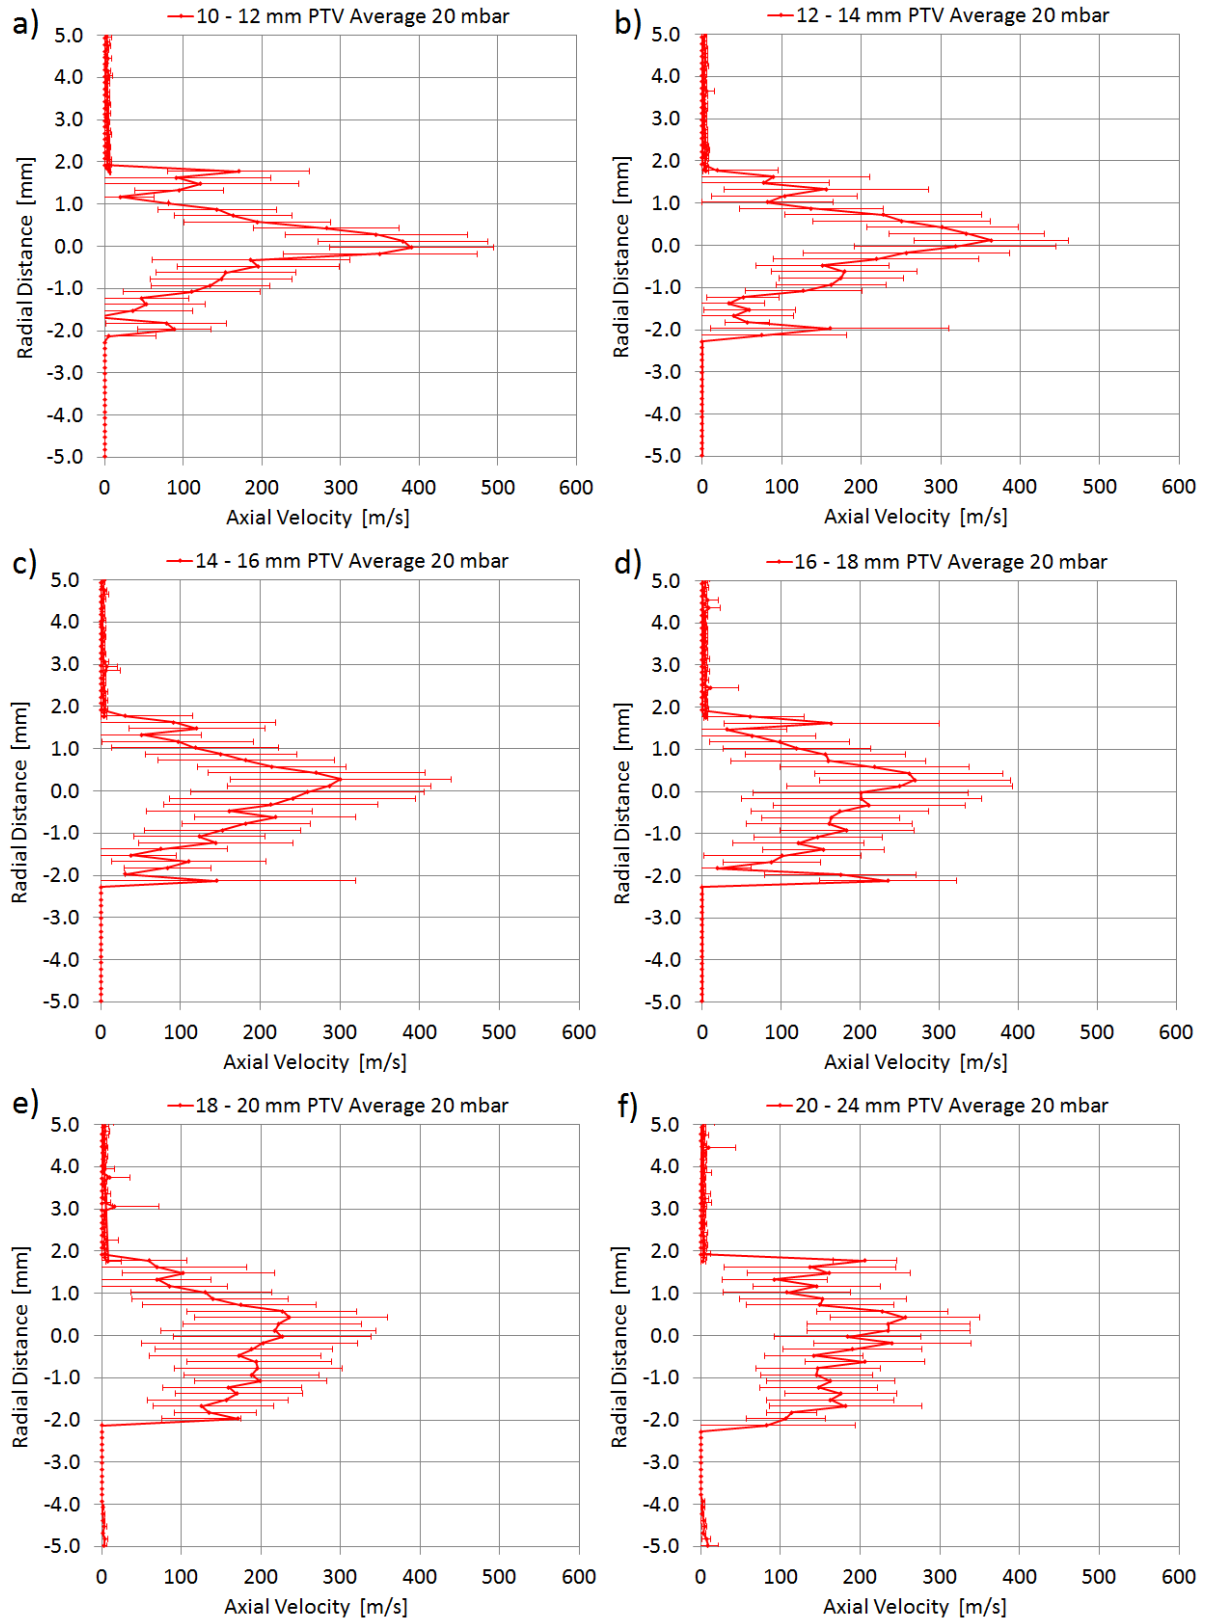 a)
10 - 12 mm PTV Average 20 mbar
5.0
4.0
3.0
2.0
1.0
0.0
-1.0
-2.0
-3.0
-4.0
-5.0
Radial Distance [mm]
0 100 200 300 400 500 600
Axial Velocity [m/s]
b)
12 - 14 mm PTV Average 20 mbar
5.0
4.0
3.0
2.0
1.0
0.0
-1.0
-2.0
-3.0
-4.0
-5.0
Radial Distance [mm]
0 100 200 300 400 500 600
Axial Velocity [m/s]
c)
14 - 16 mm PTV Average 20 mbar
5.0
4.0
3.0
2.0
1.0
0.0
-1.0
-2.0
-3.0
-4.0
-5.0
Radial Distance [mm]
0 100 200 300 400 500 600
Axial Velocity [m/s]
d)
16 - 18 mm PTV Average 20 mbar
5.0
4.0
3.0
2.0
1.0
0.0
-1.0
-2.0
-3.0
-4.0
-5.0
Radial Distance [mm]
0 100 200 300 400 500 600
Axial Velocity [m/s]
e)
18 - 20 mm PTV Average 20 mbar
5.0
4.0
3.0
2.0
1.0
0.0
-1.0
-2.0
-3.0
-4.0
-5.0
Radial Distance [mm]
0 100 200 300 400 500 600
Axial Velocity [m/s]
f)
20 - 24 mm PTV Average 20 mbar
5.0
4.0
3.0
2.0
1.0
0.0
-1.0
-2.0
-3.0
-4.0
-5.0
Radial Distance [mm]
0 100 200 300 400 500 600
Axial Velocity [m/s]